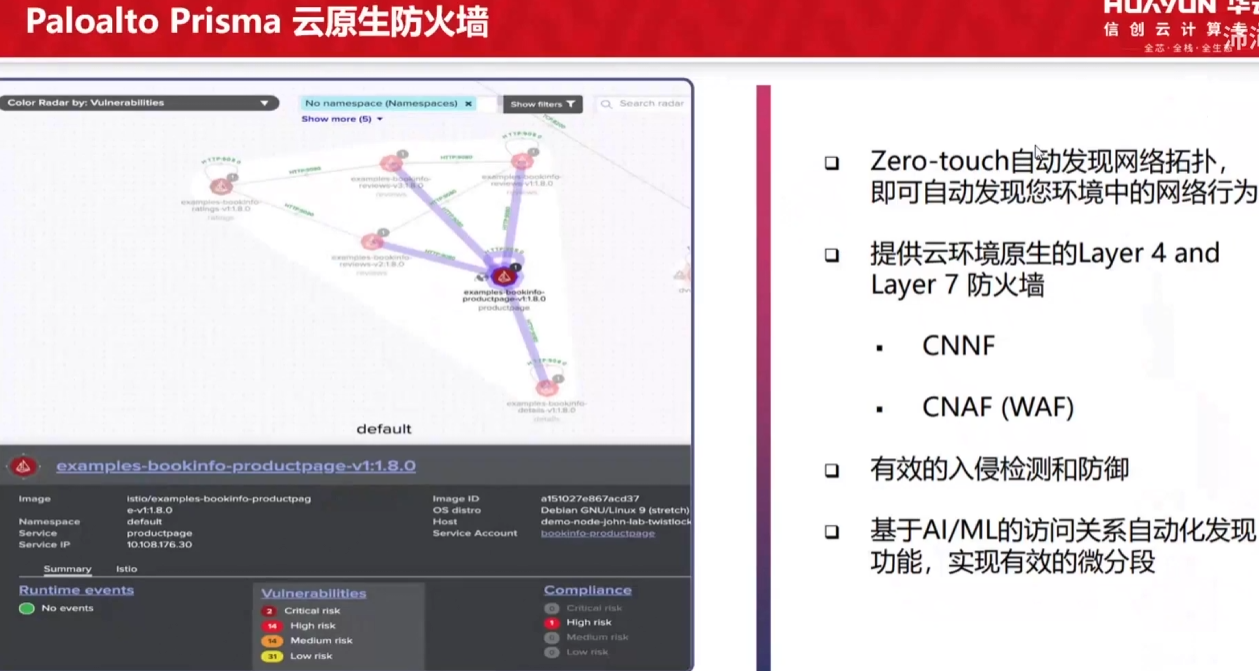 Paloalto Prisma 云原生防火墙
HUAYUN 华云
信创云计算专
全芯·全栈·全生态
Color Radar by: Vulnerabilities
No namespace (Namespaces) ×
Show filters
Search radar
Show more (5)
examples-bookinfo-
ratings-v1:1.8.0
ratings
examples-bookinfo-
reviews-v3:1.8.0
reviews
examples-bookinfo-
reviews-v1:1.8.0
reviews
examples-bookinfo-
reviews-v2:1.8.0
reviews
examples-bookinfo-
productpage-v1:1.8.0
productpage
examples-bookinfo-
details-v1:1.8.0
details
default
examples-bookinfo-productpage-v1:1.8.0
Image istio/examples-bookinfo-productpag
e-v1:1.8.0
Namespace default
Service productpage
Service IP 10.108.176.30
Image ID a151027e867acd37
OS distro Debian GNU/Linux 9 (stretch)
Host demo-node-john-lab-twistlock
Service Account bookinfo-productpage
Summary Istio
Runtime events
No events
Vulnerabilities
2 Critical risk
14 High risk
14 Medium risk
31 Low risk
Compliance
0 Critical risk
1 High risk
0 Medium risk
0 Low risk
Zero-touch自动发现网络拓扑，
即可自动发现您环境中的网络行为
提供云环境原生的Layer 4 and
Layer 7 防火墙
CNNF
CNAF (WAF)
有效的入侵检测和防御
基于AI/ML的访问关系自动化发现
功能，实现有效的微分段